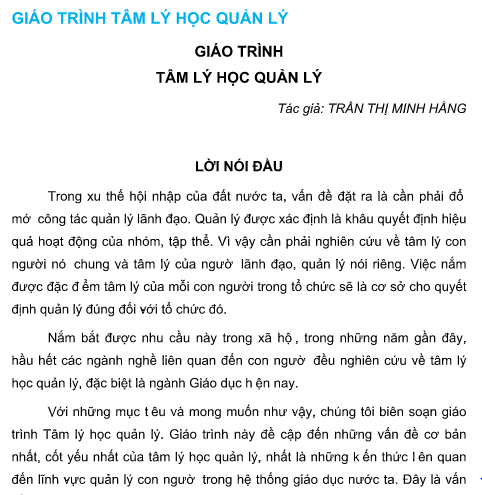 GIÁO TRÌNH TÂM LÝ HỌC QUẢN LÝ
GIÁO TRÌNH
TÂM LÝ HỌC QUẢN LÝ
Tác giả: TRẦN THỊ MINH HẰNG
LỜI NÓI ĐẦU
Trong xu thế hội nhập của đất nước ta, vấn đề đặt ra là cần phải đổ
mớ công tác quản lý lãnh đạo. Quản lý được xác định là khâu quyết định hiệu
quả hoạt động của nhóm, tập thể. Vì vậy cần phải nghiên cứu về tâm lý con
người nó chung và tâm lý của ngườ lãnh đạo, quản lý nói riêng. Việc nắm
được đặc đ ểm tâm lý của mỗi con người trong tổ chức sẽ là cơ sở cho quyết
định quản lý đúng đối với tổ chức đó.
Nắm bắt được nhu cầu này trong xã hộ , trong những năm gần đây,
hầu hết các ngành nghề liên quan đến con ngườ đều nghiên cứu về tâm lý
học quản lý, đặc biệt là ngành Giáo dục h ện nay.
Với những mục t êu và mong muốn như vậy, chúng tôi biên soạn giáo
trình Tâm lý học quản lý. Giáo trình này đề cập đến những vấn đề cơ bản
nhất, cốt yếu nhất của tâm lý học quản lý, nhất là những k ến thức l ên quan
đến lĩnh vực quản lý con ngườ trong hệ thống giáo dục nước ta. Đây là vấn